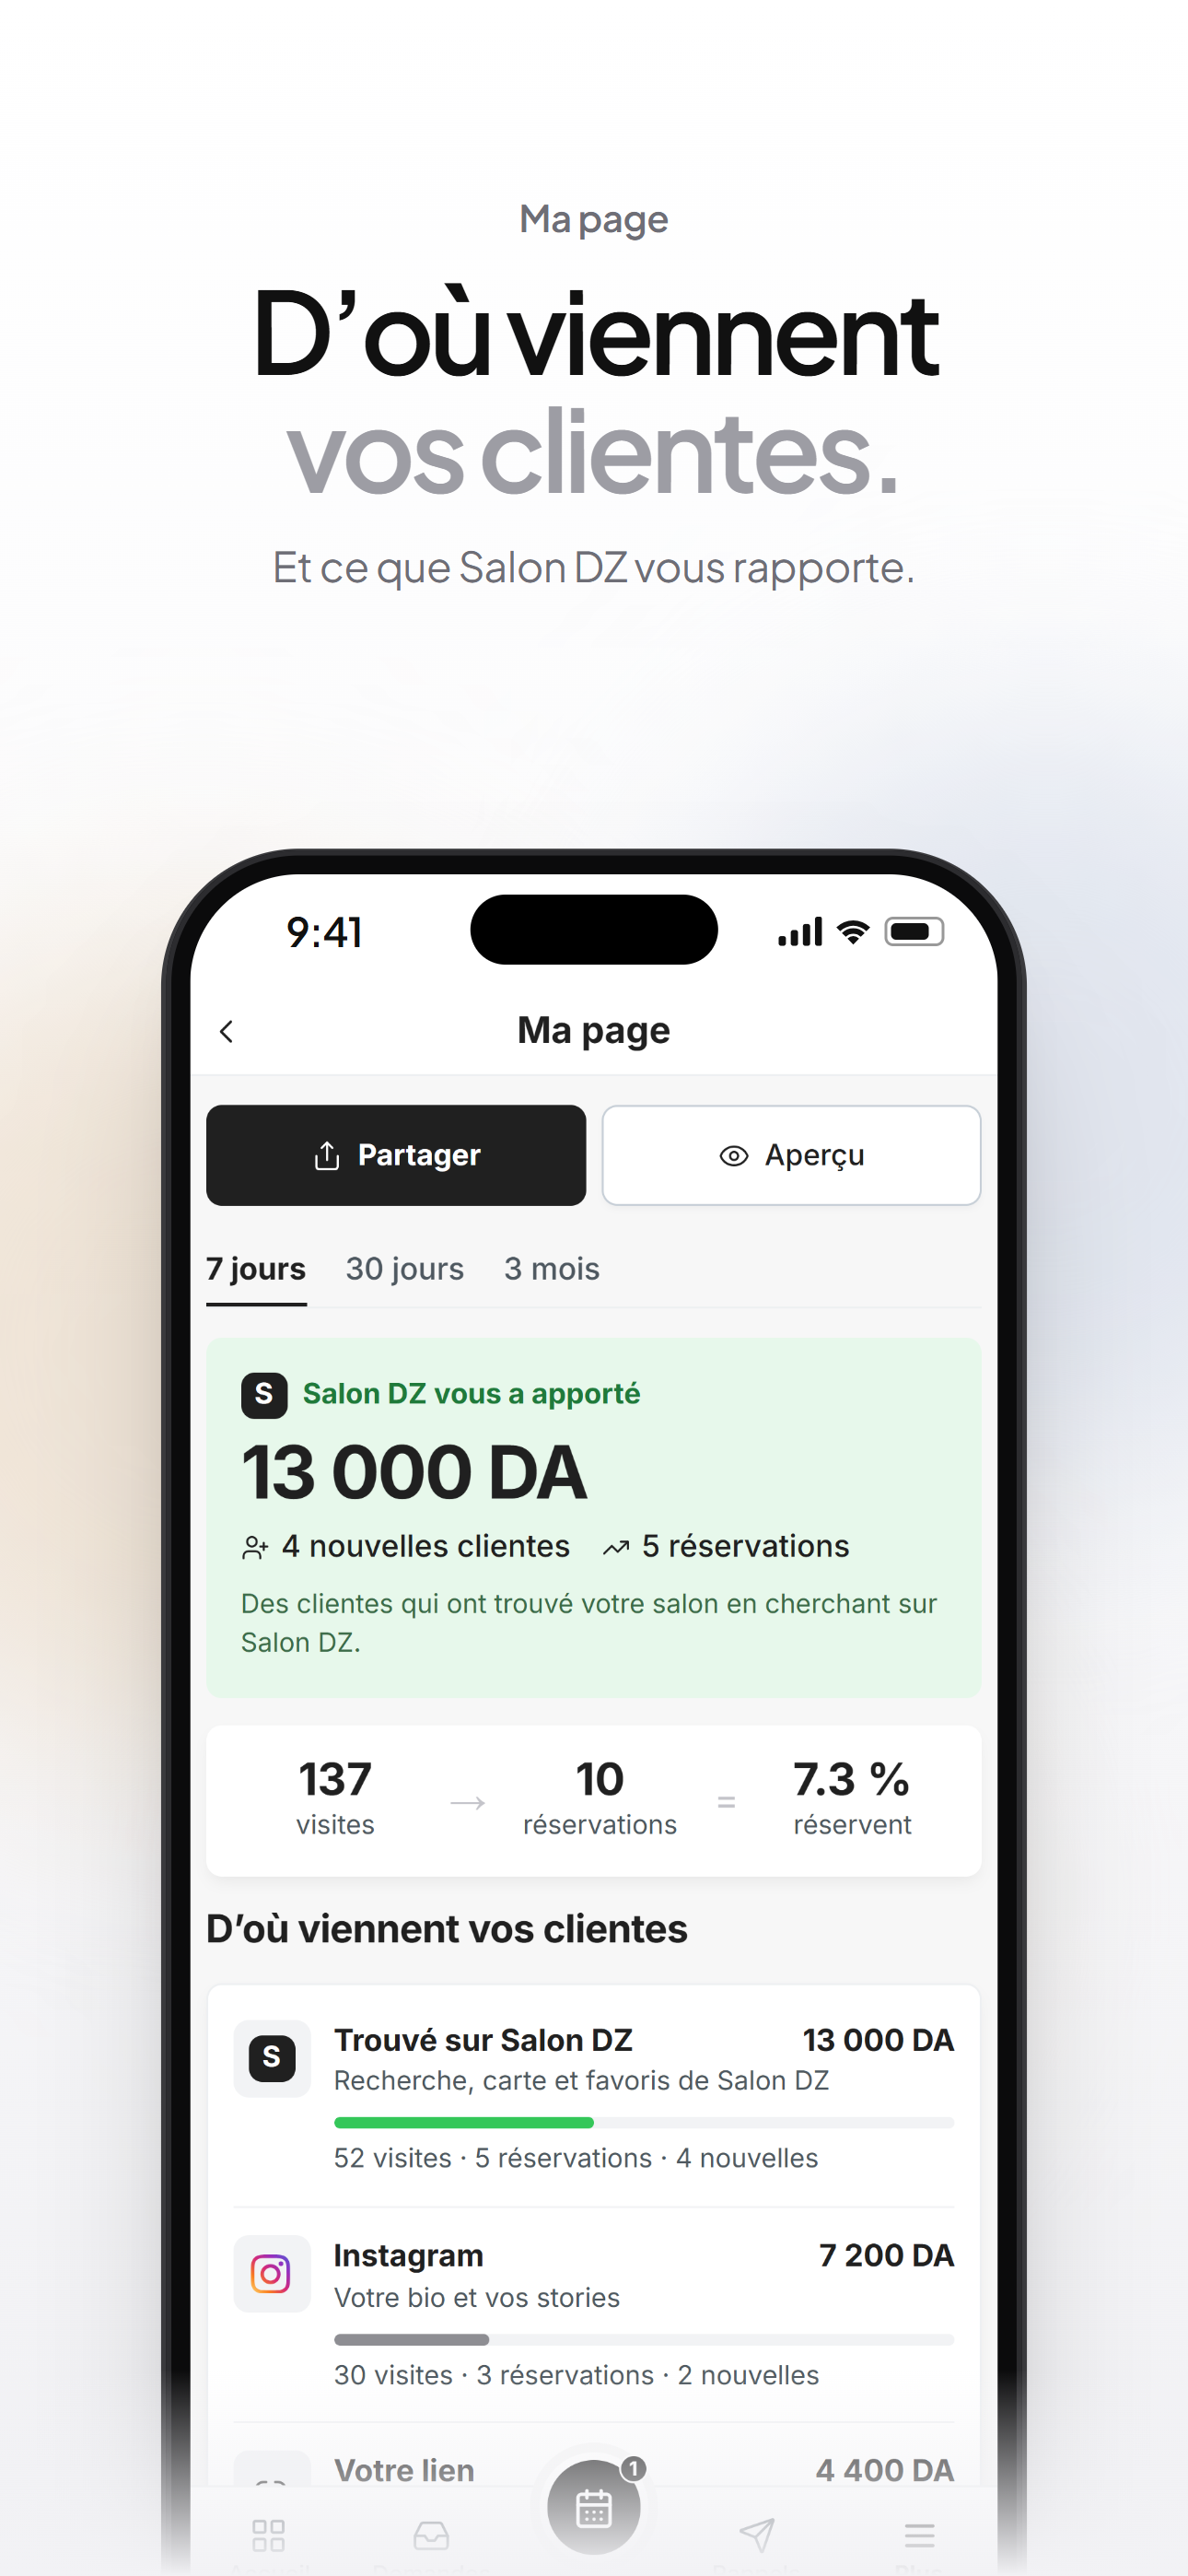 Ma page
D’où viennent
vos clientes.
Et ce que Salon DZ vous rapporte.
9:41
Ma page
Partager
Aperçu
7 jours 30 jours 3 mois
S Salon DZ vous a apporté
13 000 DA
4 nouvelles clientes 5 réservations
Des clientes qui ont trouvé votre salon en cherchant sur
Salon DZ.
137 → 10 = 7.3 %
visites réservations réservent
D’où viennent vos clientes
S Trouvé sur Salon DZ 13 000 DA
Recherche, carte et favoris de Salon DZ
52 visites · 5 réservations · 4 nouvelles
Instagram 7 200 DA
Votre bio et vos stories
30 visites · 3 réservations · 2 nouvelles
Votre lien 4 400 DA
1